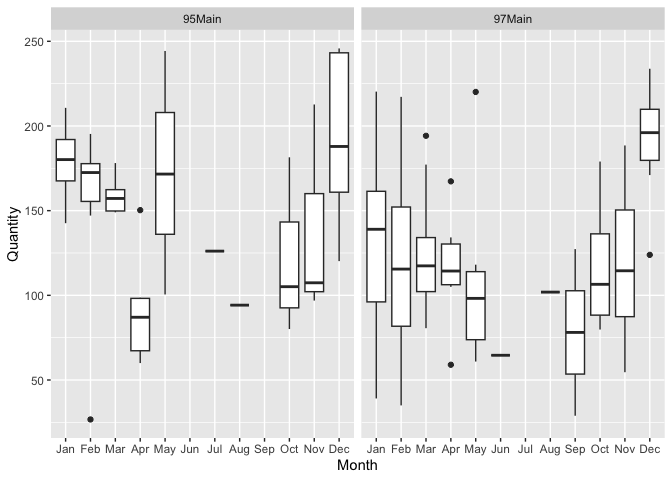 95Main 97Main
250
200
150
100
50
Quantity
Jan Feb Mar Apr May Jun Jul Aug Sep Oct Nov Dec Jan Feb Mar Apr May Jun Jul Aug Sep Oct Nov Dec
Month